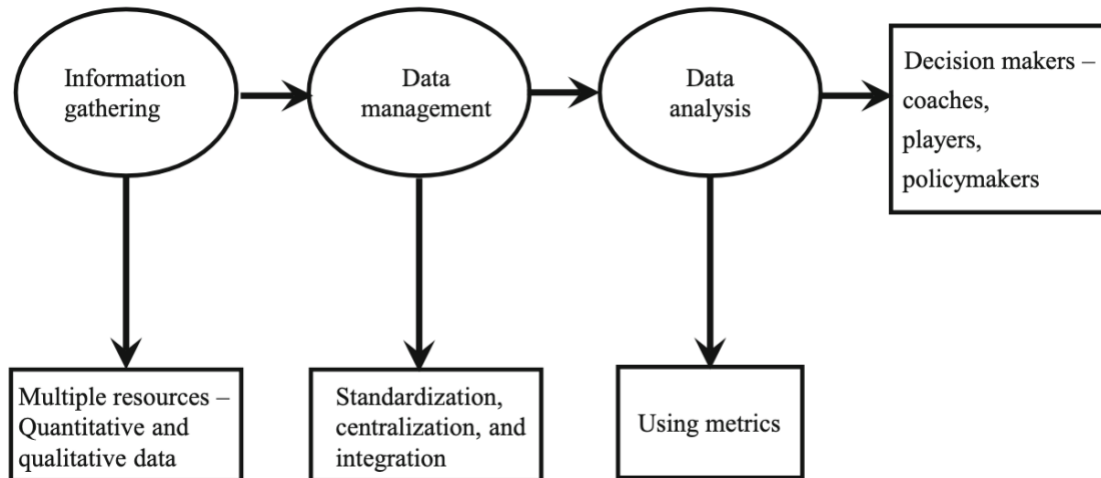 Information
gathering
Data
management
Data
analysis
Decision makers –
coaches,
players,
policymakers
Multiple resources –
Quantitative and
qualitative data
Standardization,
centralization, and
integration
Using metrics